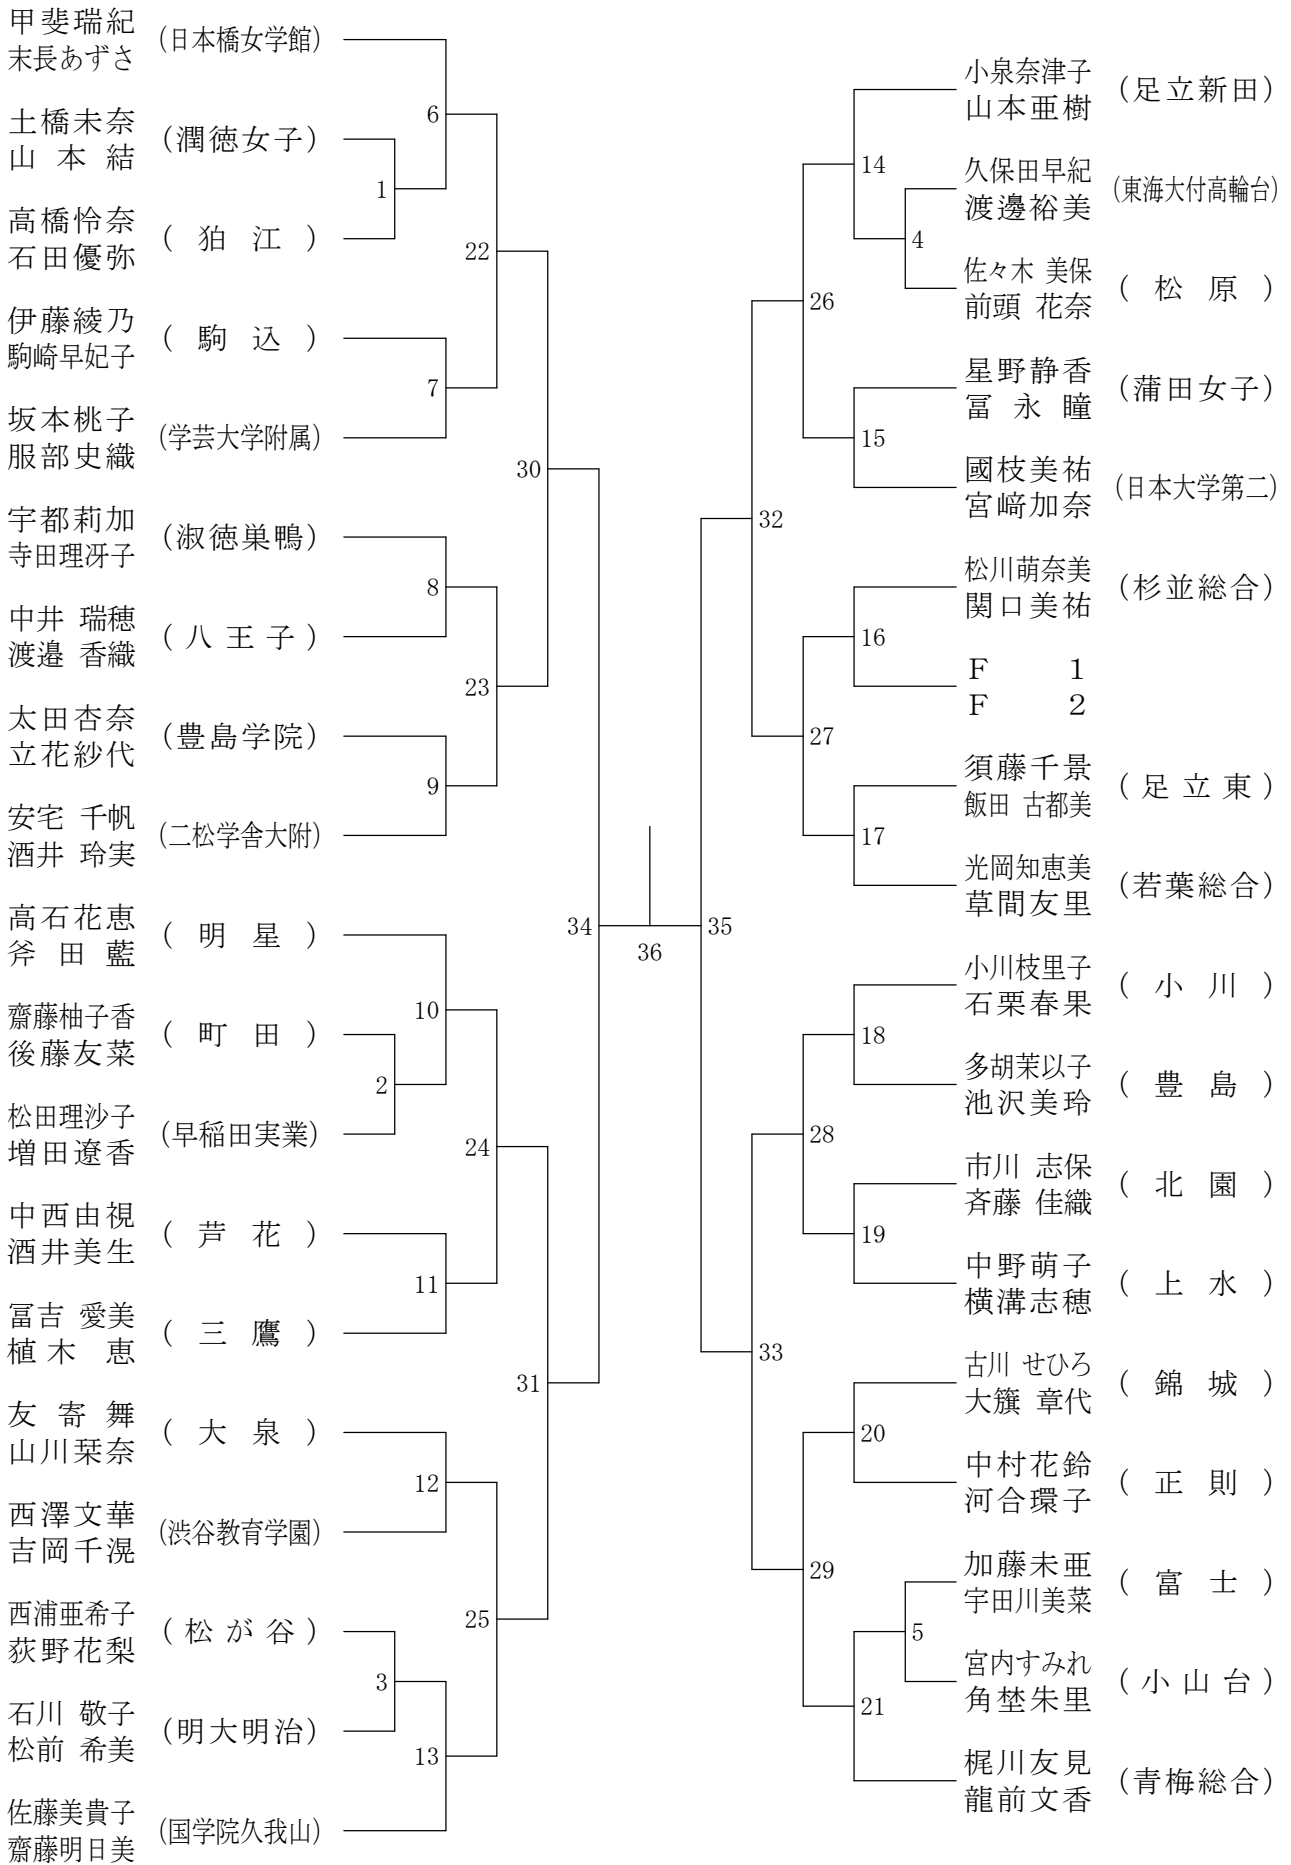 甲斐瑞紀
末長あずさ
(日本橋女学館)
土橋未奈
山本結
(潤徳女子)
高橋怜奈
石田優弥
(狛江)
伊藤綾乃
駒崎早妃子
(駒込)
坂本桃子
服部史織
(学芸大学附属)
宇都莉加
寺田理冴子
(淑徳巣鴨)
中井 瑞穂
渡邉 香織
(八王子)
太田杏奈
立花紗代
(豊島学院)
安宅 千帆
酒井 玲実
(二松学舎大附)
高石花恵
斧田藍
(明星)
齋藤柚子香
後藤友菜
(町田)
松田理沙子
増田遼香
(早稲田実業)
中西由視
酒井美生
(芦花)
冨吉 愛美
植木 恵
(三鷹)
友寄舞
山川栞奈
(大泉)
西澤文華
吉岡千滉
(渋谷教育学園)
西浦亜希子
荻野花梨
(松が谷)
石川 敬子
松前 希美
(明大明治)
佐藤美貴子
齋藤明日美
(国学院久我山)
6
1
22
7
30
8
23
9
34
10
2
24
11
31
12
25
3
13
36
35
14
4
26
15
32
16
27
17
18
28
19
33
20
29
5
21
小泉奈津子
山本亜樹
(足立新田)
久保田早紀
渡邊裕美
(東海大付高輪台)
佐々木 美保
前頭 花奈
(松原)
星野静香
冨永瞳
(蒲田女子)
國枝美祐
宮﨑加奈
(日本大学第二)
松川萌奈美
関口美祐
(杉並総合)
F 1
F 2
須藤千景
飯田 古都美
(足立東)
光岡知恵美
草間友里
(若葉総合)
小川枝里子
石栗春果
(小川)
多胡茉以子
池沢美玲
(豊島)
市川 志保
斉藤 佳織
(北園)
中野萌子
横溝志穂
(上水)
古川 せひろ
大籏 章代
(錦城)
中村花鈴
河合環子
(正則)
加藤未亜
宇田川美菜
(富士)
宮内すみれ
角埜朱里
(小山台)
梶川友見
龍前文香
(青梅総合)